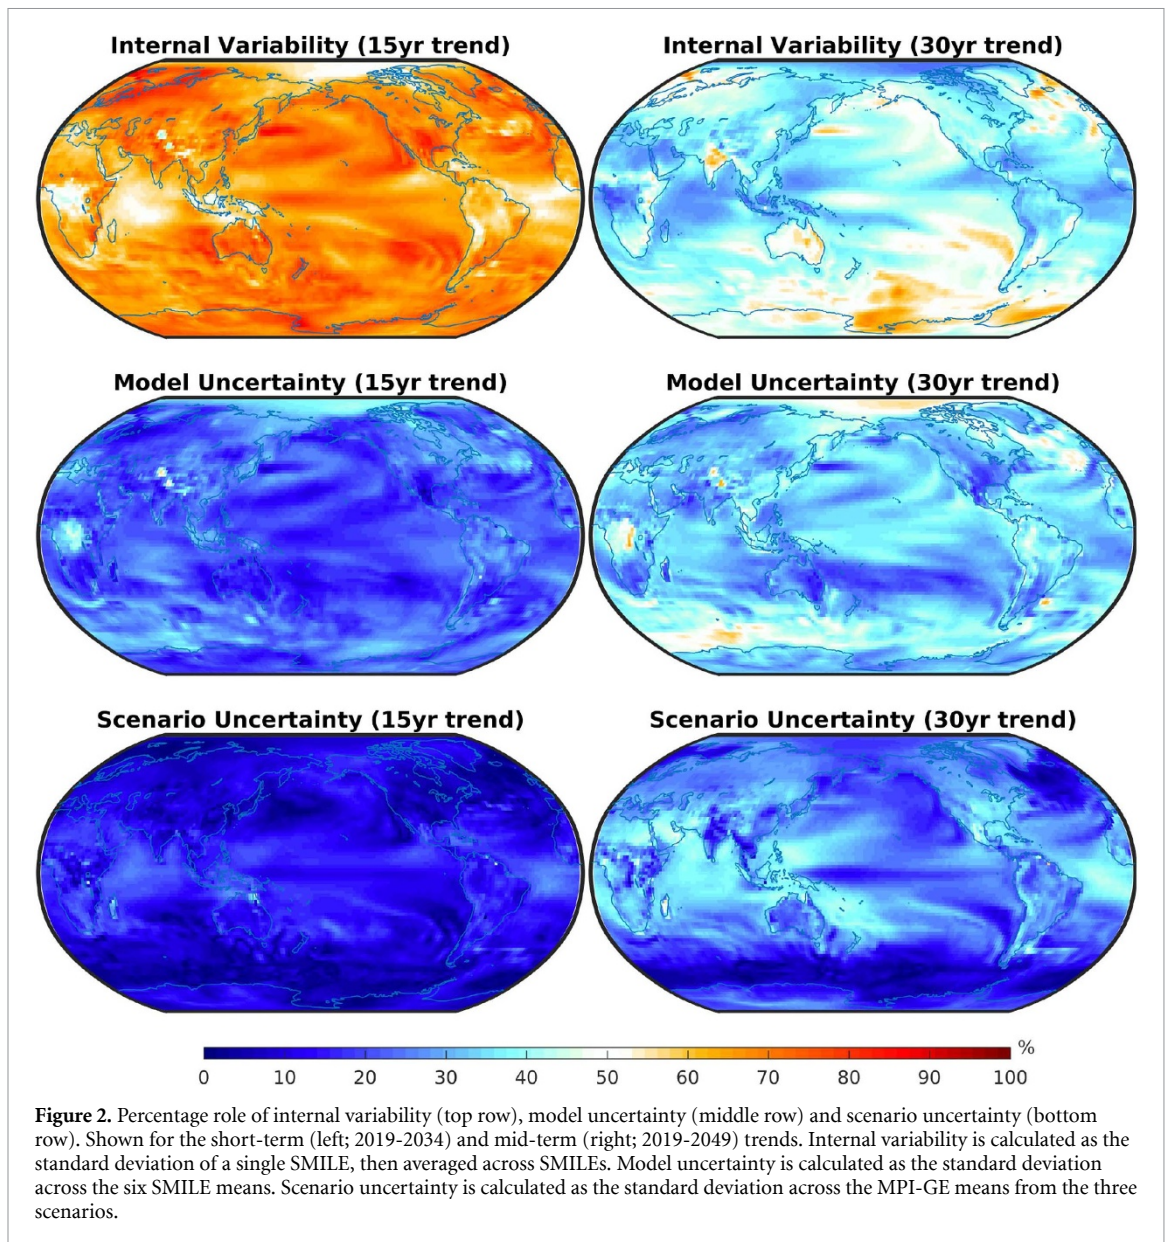 Internal Variability (15yr trend)
Internal Variability (30yr trend)
Model Uncertainty (15yr trend)
Model Uncertainty (30yr trend)
Scenario Uncertainty (15yr trend)
Scenario Uncertainty (30yr trend)
%
0 10 20 30 40 50 60 70 80 90 100
Figure 2. Percentage role of internal variability (top row), model uncertainty (middle row) and scenario uncertainty (bottom
row). Shown for the short-term (left; 2019-2034) and mid-term (right; 2019-2049) trends. Internal variability is calculated as the
standard deviation of a single SMILE, then averaged across SMILEs. Model uncertainty is calculated as the standard deviation
across the six SMILE means. Scenario uncertainty is calculated as the standard deviation across the MPI-GE means from the three
scenarios.